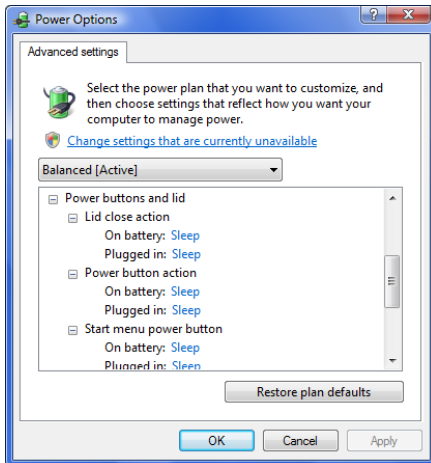 Power Options
Advanced settings
Select the power plan that you want to customize, and
then choose settings that reflect how you want your
computer to manage power.
Change settings that are currently unavailable
Balanced [Active]
Power buttons and lid
Lid close action
On battery: Sleep
Plugged in: Sleep
Power button action
On battery: Sleep
Plugged in: Sleep
Start menu power button
On battery: Sleep
Plugged in: Sleep
Restore plan defaults
OK Cancel Apply